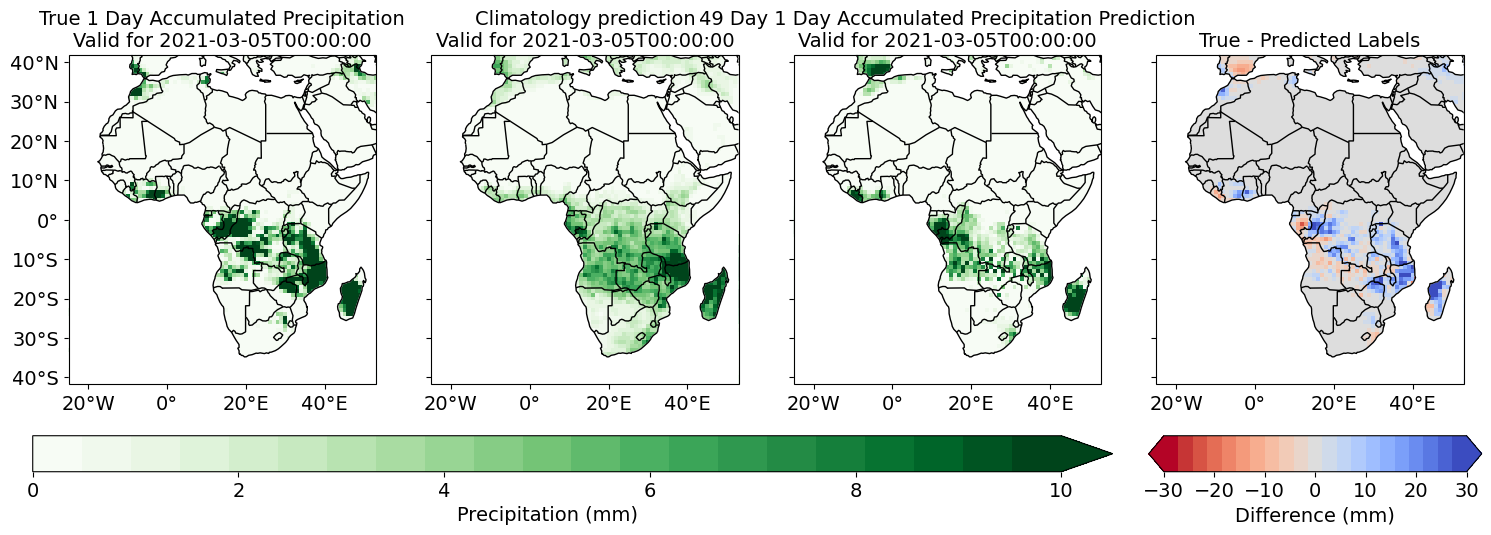 True 1 Day Accumulated Precipitation
Valid for 2021-03-05T00:00:00
Climatology prediction
Valid for 2021-03-05T00:00:00
49 Day 1 Day Accumulated Precipitation Prediction
Valid for 2021-03-05T00:00:00
True - Predicted Labels
40°N
30°N
20°N
10°N
0°
10°S
20°S
30°S
40°S
20°W 0° 20°E 40°E
20°W 0° 20°E 40°E
20°W 0° 20°E 40°E
20°W 0° 20°E 40°E
0 2 4 6 8 10
Precipitation (mm)
−30 −20 −10 0 10 20 30
Difference (mm)